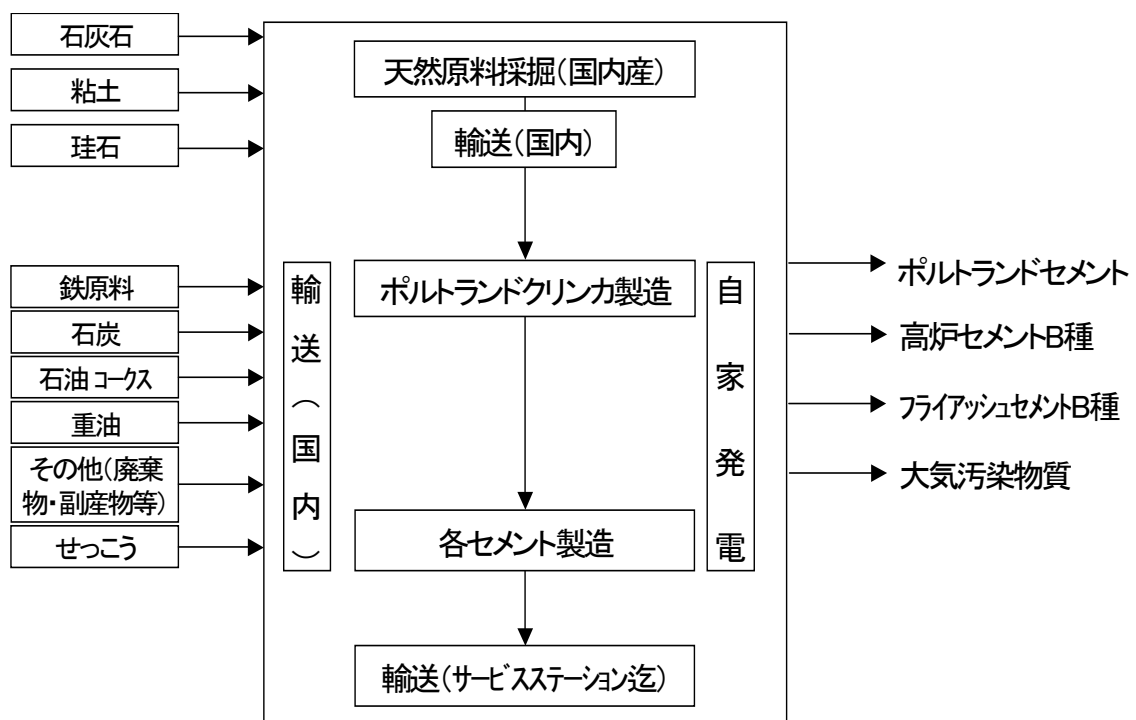 石灰石
粘土
珪石
鉄原料
石炭
石油コークス
重油
その他(廃棄
物・副産物等)
せっこう
天然原料採掘(国内産)
輸送(国内)
輸送(国内)
ポルトランドクリンカ製造
自家発電
各セメント製造
輸送(サービスステーション迄)
ポルトランドセメント
高炉セメントB種
フライアッシュセメントB種
大気汚染物質